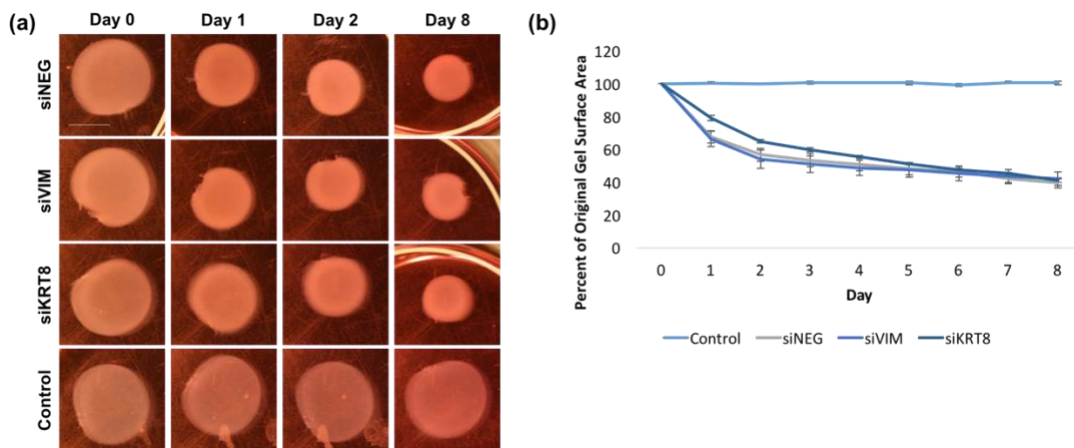 (a)
Day 0 Day 1 Day 2 Day 8
siNEG
siVIM
siKRT8
Control
(b)
Percent of Original Gel Surface Area
120
100
80
60
40
20
0
0 1 2 3 4 5 6 7 8
Day
Control siNEG siVIM siKRT8